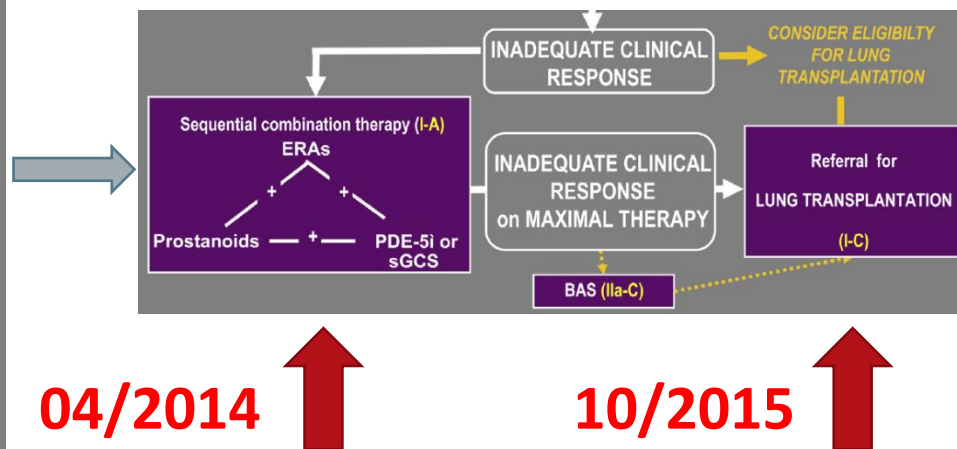 INADEQUATE CLINICAL
RESPONSE
CONSIDER ELIGIBILTY
FOR LUNG
TRANSPLANTATION
Sequential combination therapy (I-A)
ERAs
+ +
Prostanoids + PDE-5ì or
sGCS
INADEQUATE CLINICAL
RESPONSE
on MAXIMAL THERAPY
Referral for
LUNG TRANSPLANTATION
(I-C)
BAS (IIa-C)
04/2014
10/2015